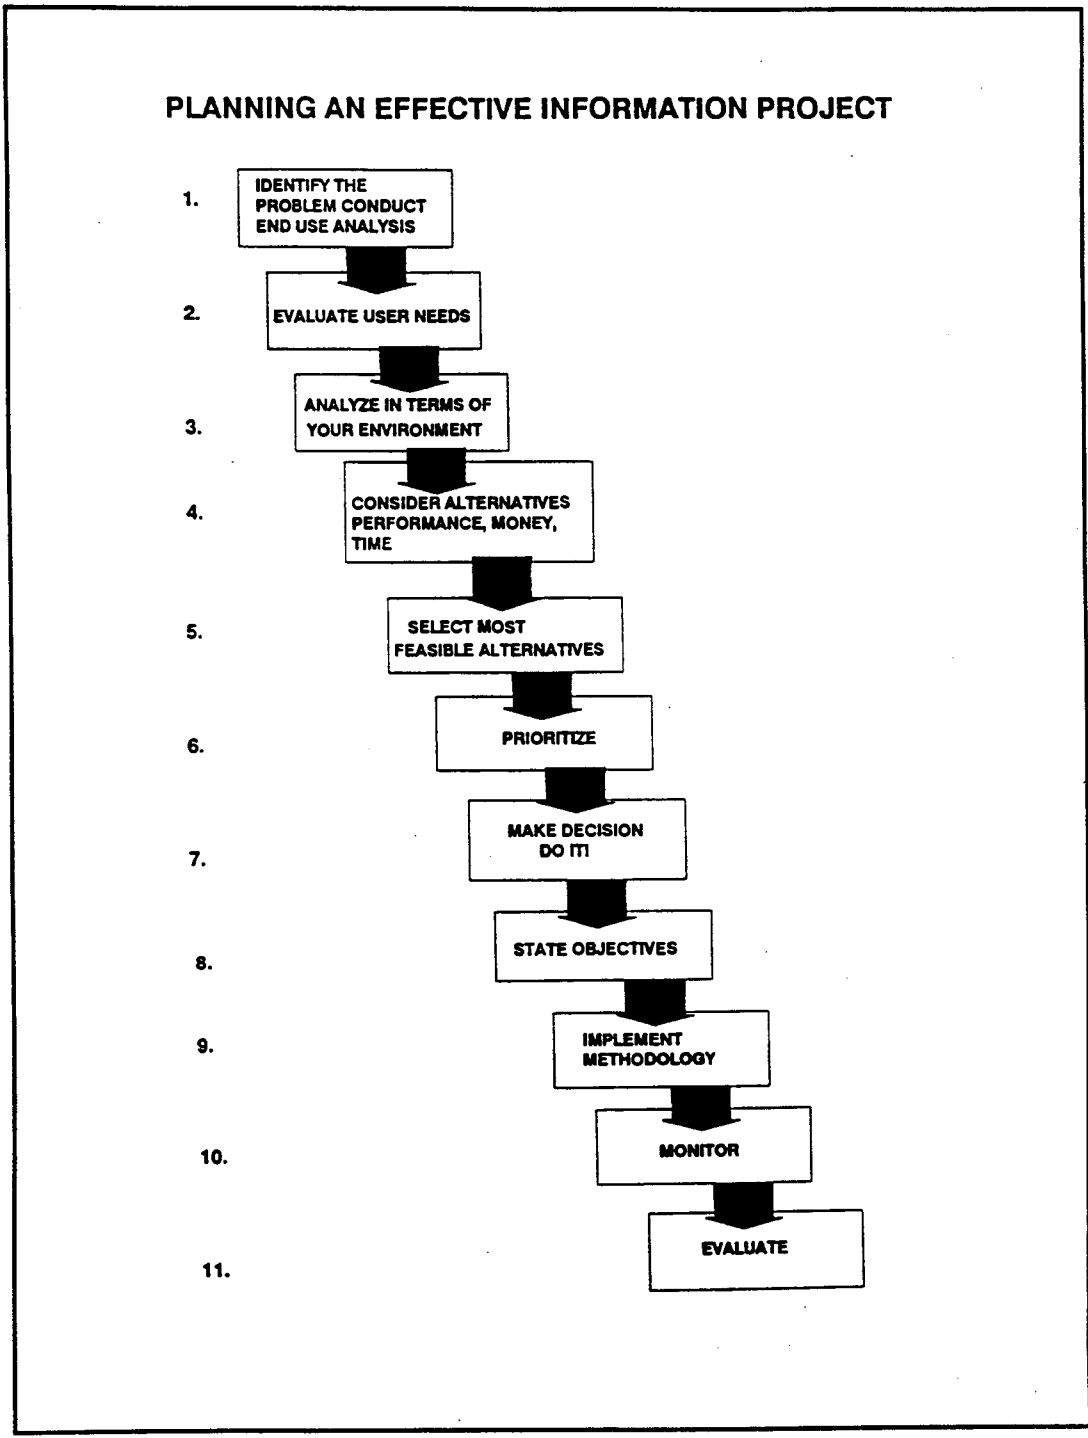 PLANNING AN EFFECTIVE INFORMATION PROJECT
1.
IDENTIFY THE
PROBLEM CONDUCT
END USE ANALYSIS
2.
EVALUATE USER NEEDS
3.
ANALYZE IN TERMS OF
YOUR ENVIRONMENT
4.
CONSIDER ALTERNATIVES
PERFORMANCE, MONEY,
TIME
5.
SELECT MOST
FEASIBLE ALTERNATIVES
6.
PRIORITIZE
7.
MAKE DECISION
DO IT!
8.
STATE OBJECTIVES
9.
IMPLEMENT
METHODOLOGY
10.
MONITOR
11.
EVALUATE